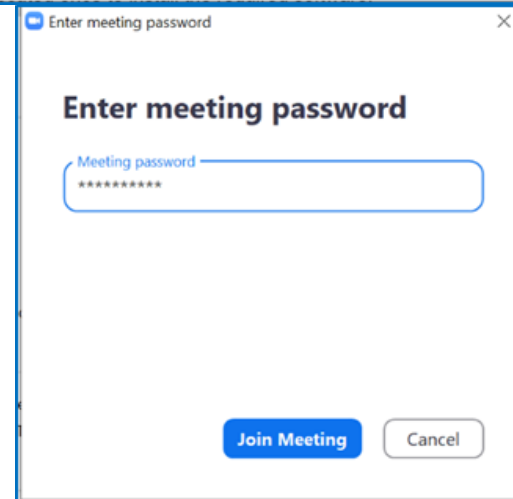 Enter meeting password
Enter meeting password
Meeting password
**********
Join Meeting
Cancel